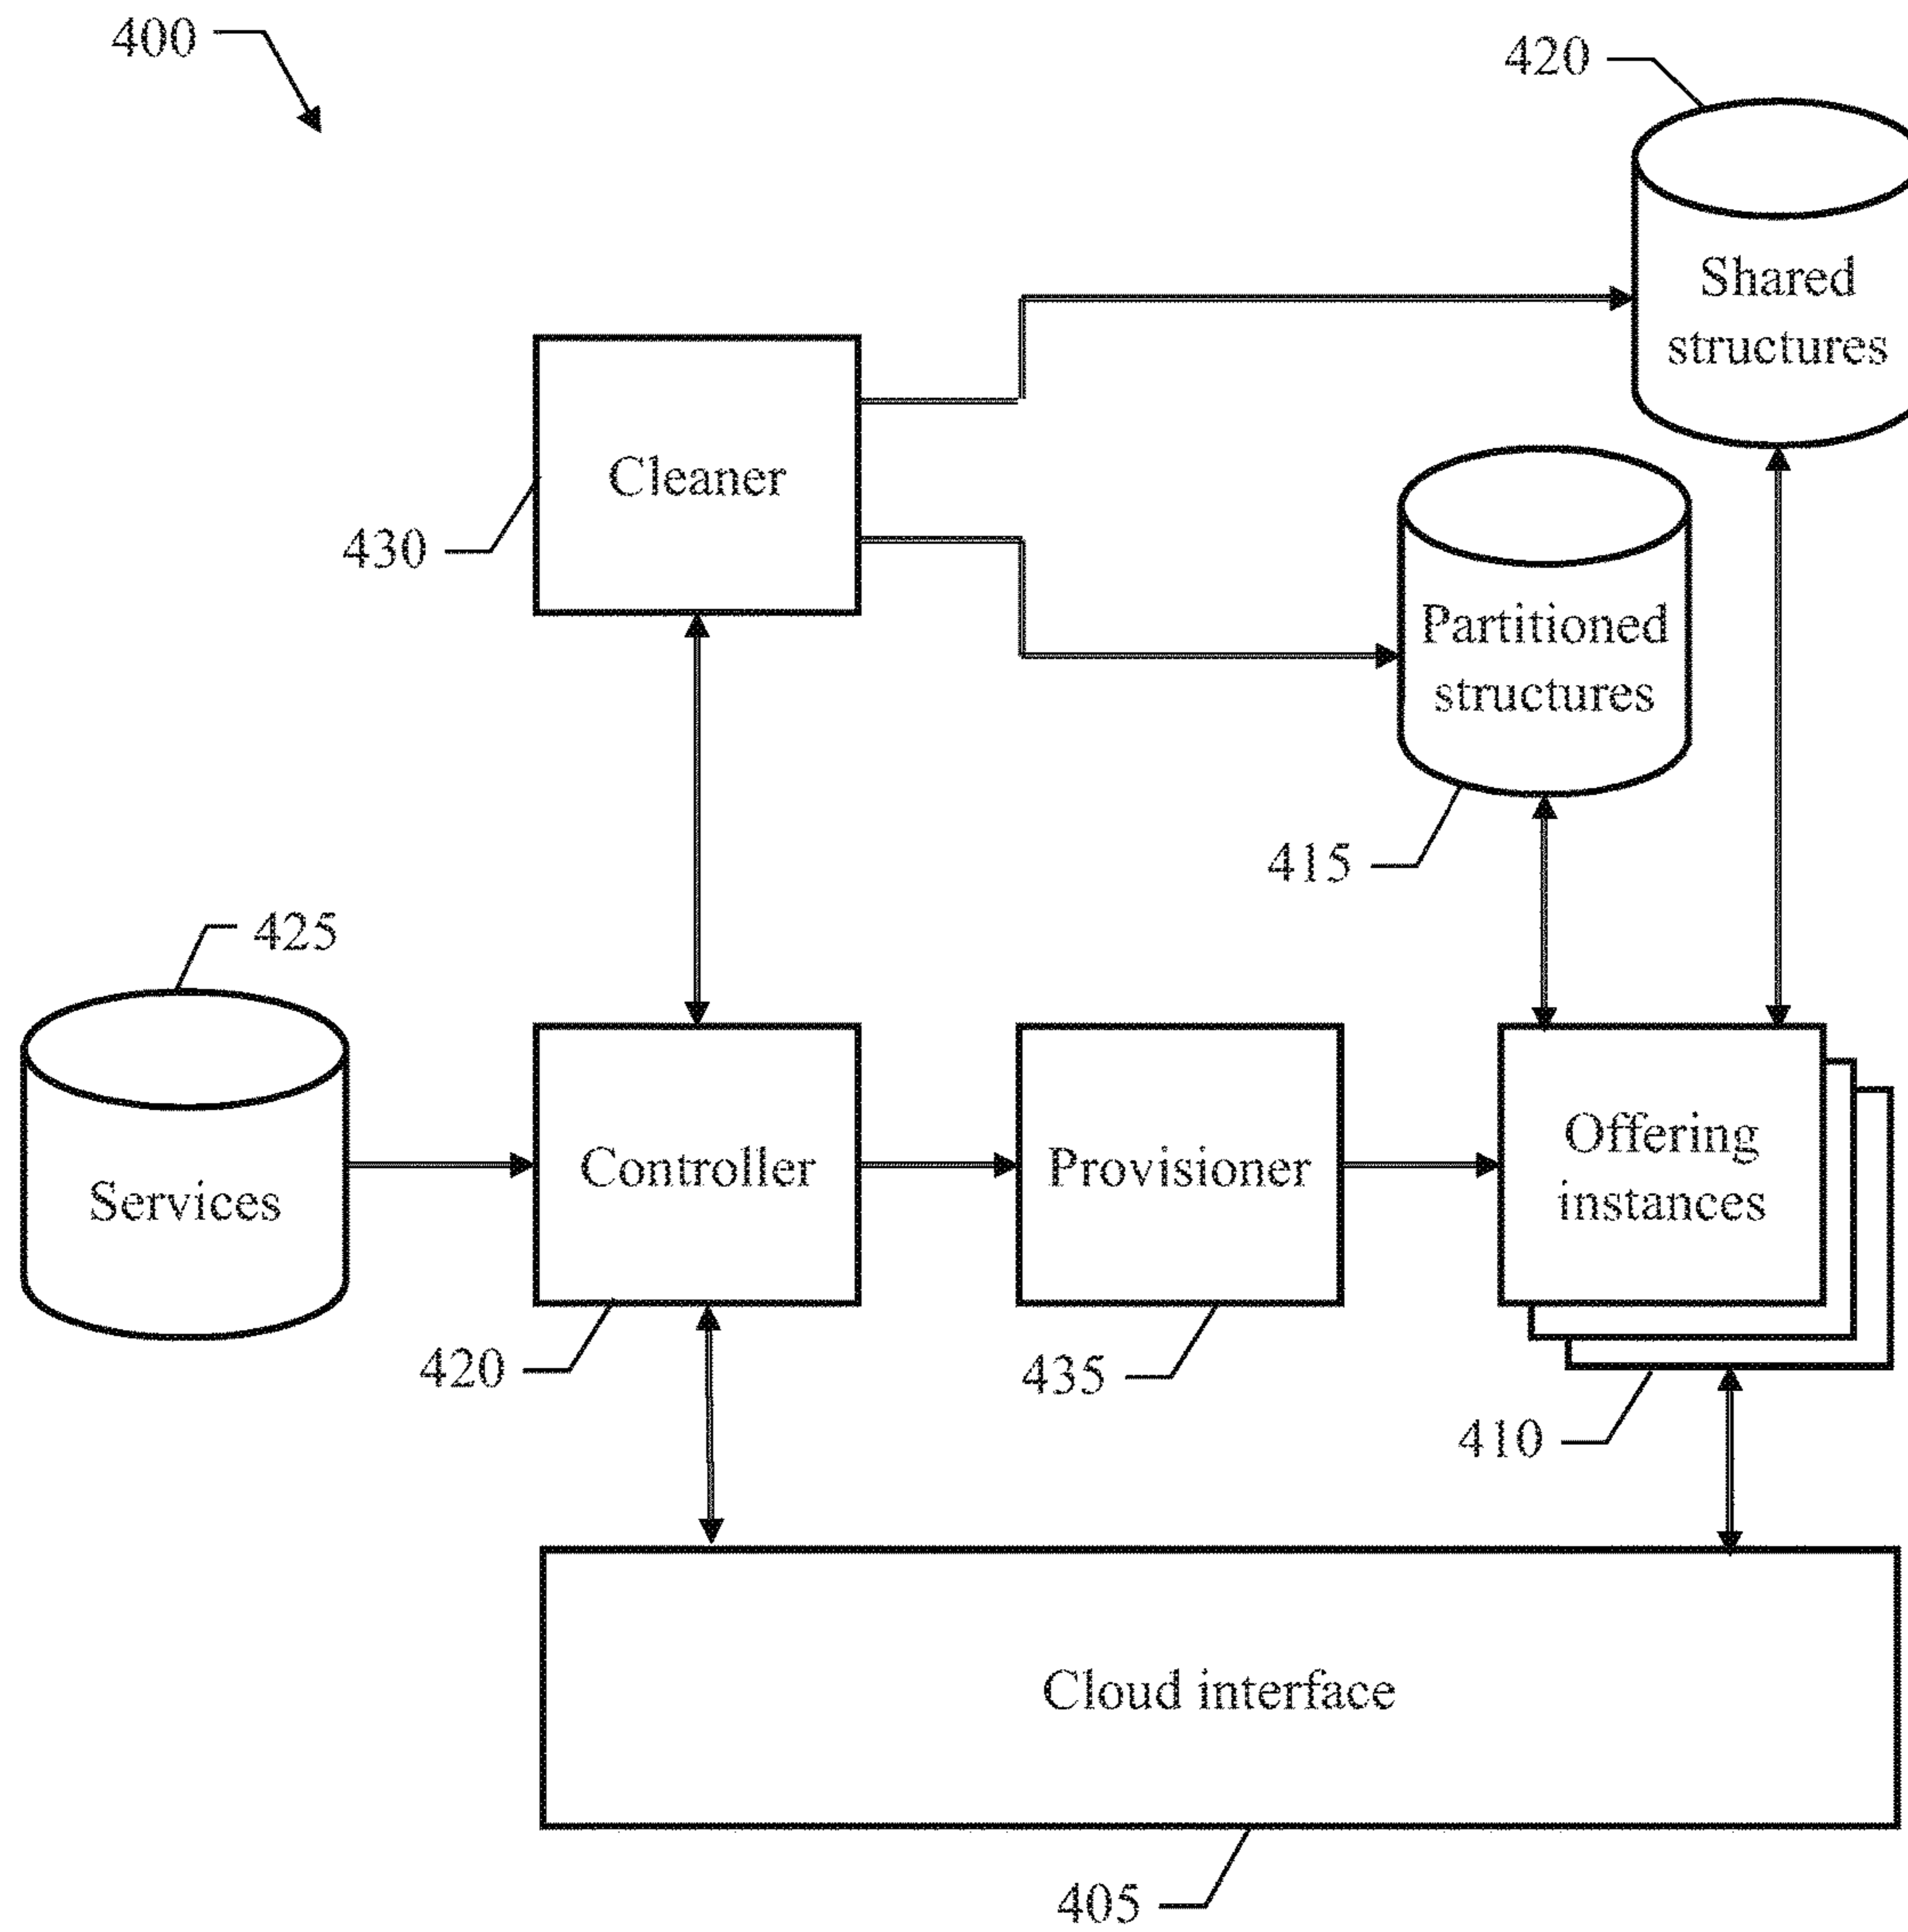 400
420
Shared
structures
Cleaner
430
Partitioned
structures
415
425
Services
Controller
Provisioner
Offering
instances
420
435
410
Cloud interface
405